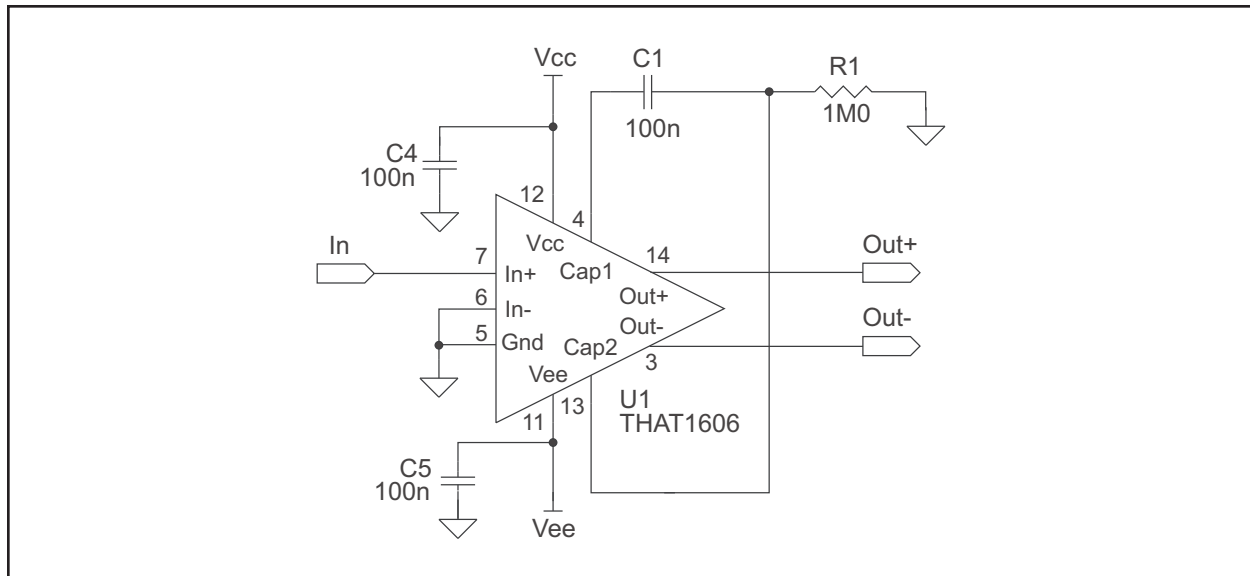 Vcc
C1
R1
100n
1M0
C4
100n
12
4
Vcc
In
7
In+
Cap1
14
Out+
6
In-
Out+
5
Gnd
Out-
Out-
Cap2
3
Vee
13
11
U1
THAT1606
C5
100n
Vee